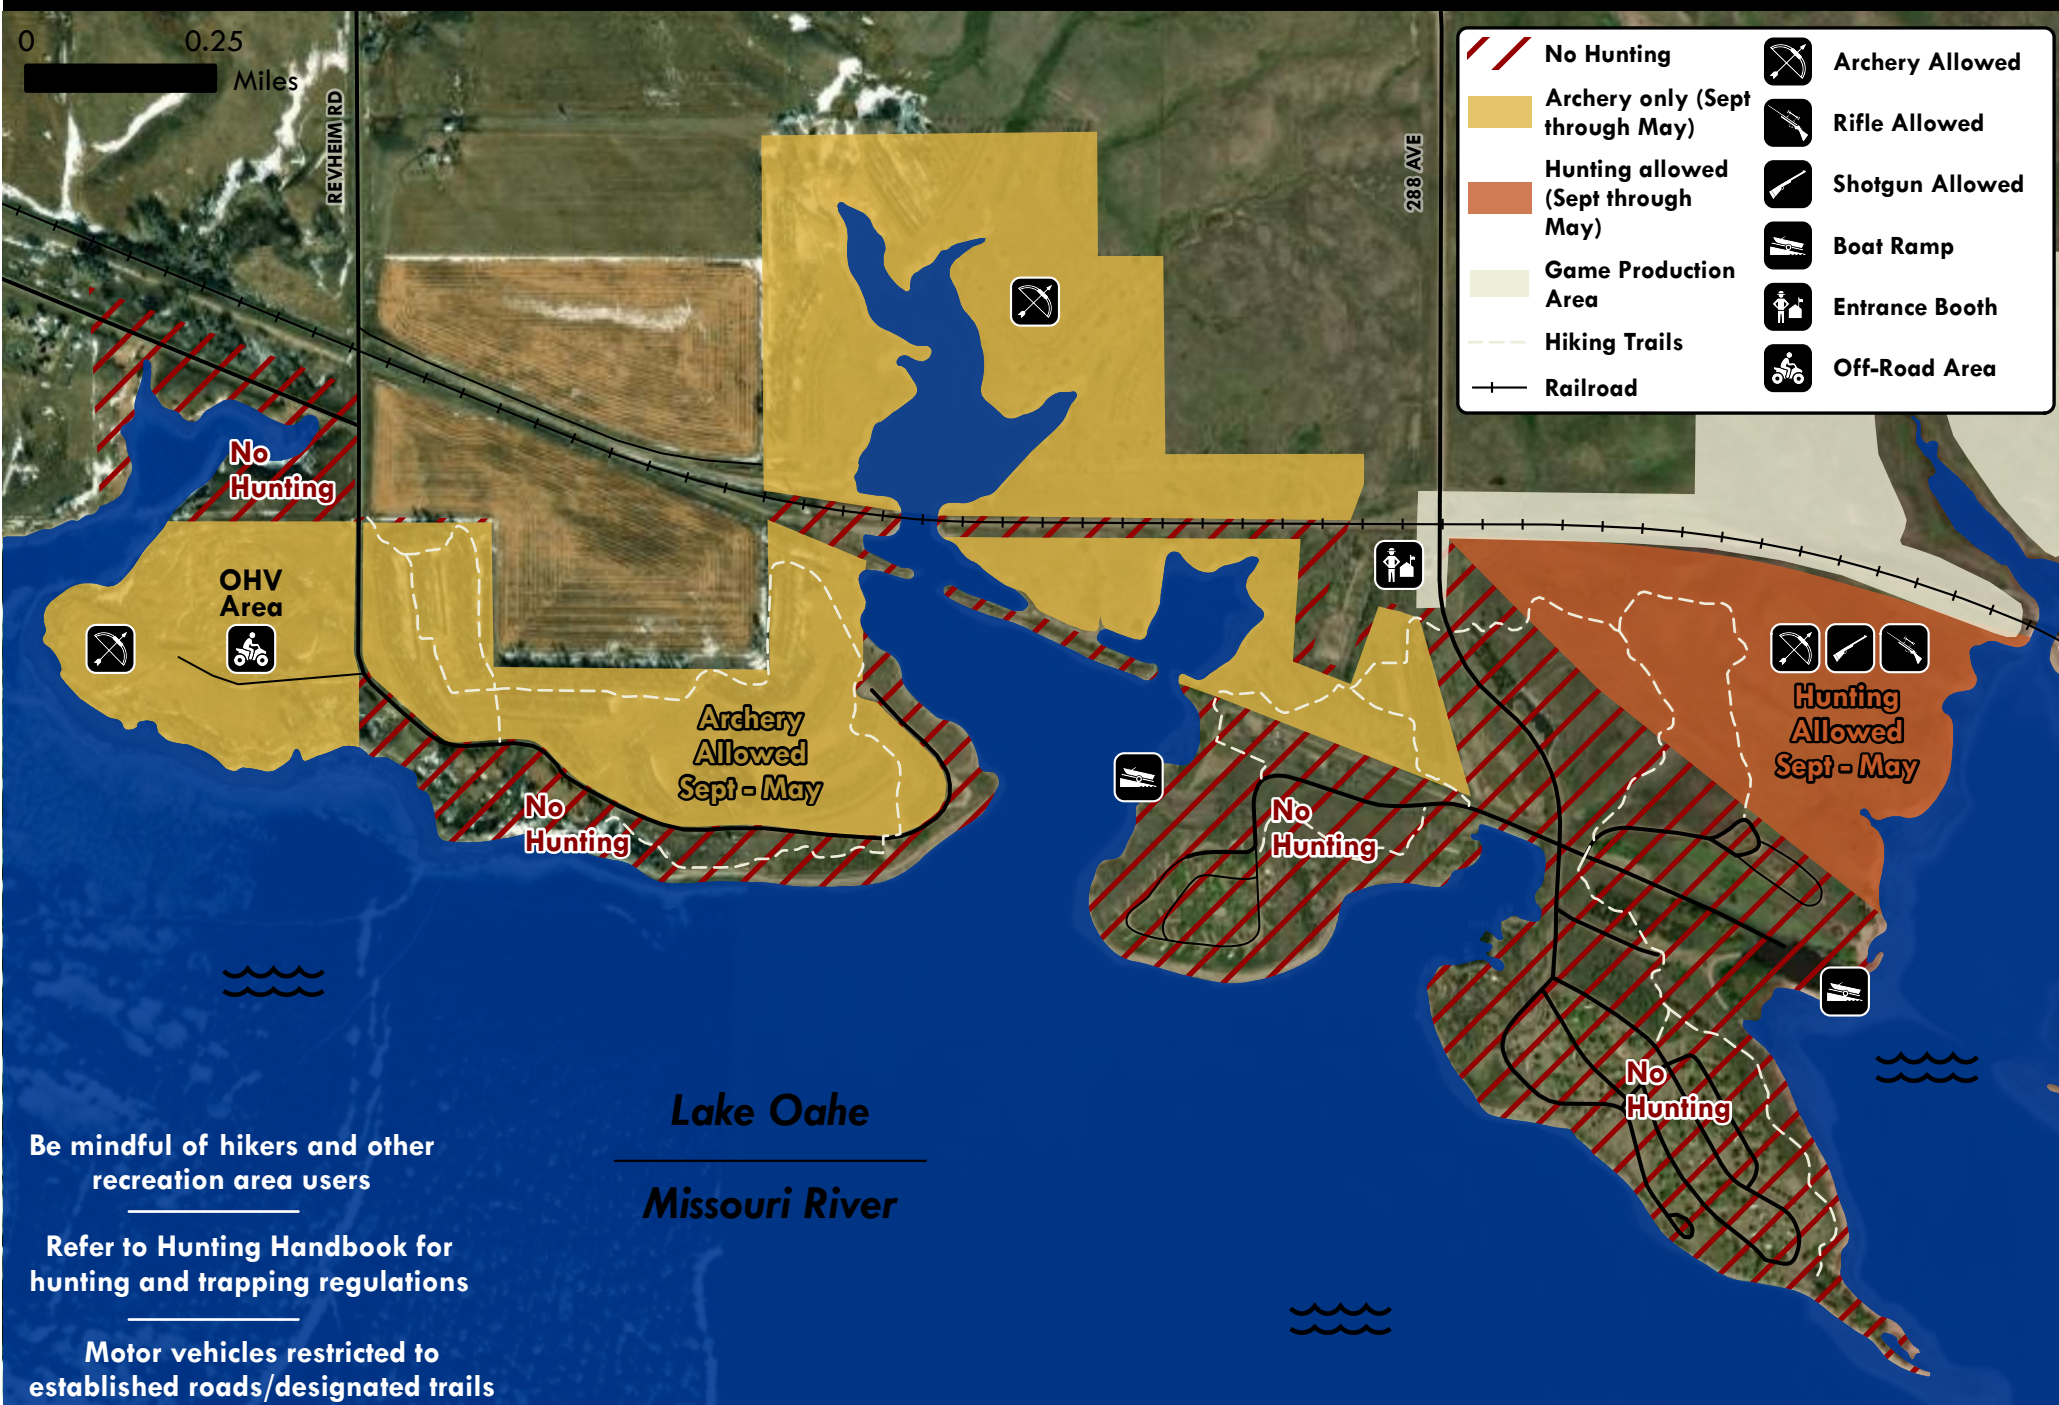 0 0.25
Miles
REVHEIM RD
288 AVE
No Hunting
Archery only (Sept
through May)
Hunting allowed
(Sept through
May)
Game Production
Area
Hiking Trails
Railroad
Archery Allowed
Rifle Allowed
Shotgun Allowed
Boat Ramp
Entrance Booth
Off-Road Area
No
Hunting
OHV
Area
Archery
Allowed
Sept - May
No
Hunting
No
Hunting
Hunting
Allowed
Sept - May
No
Hunting
Lake Oahe
Missouri River
Be mindful of hikers and other
recreation area users
Refer to Hunting Handbook for
hunting and trapping regulations
Motor vehicles restricted to
established roads/designated trails